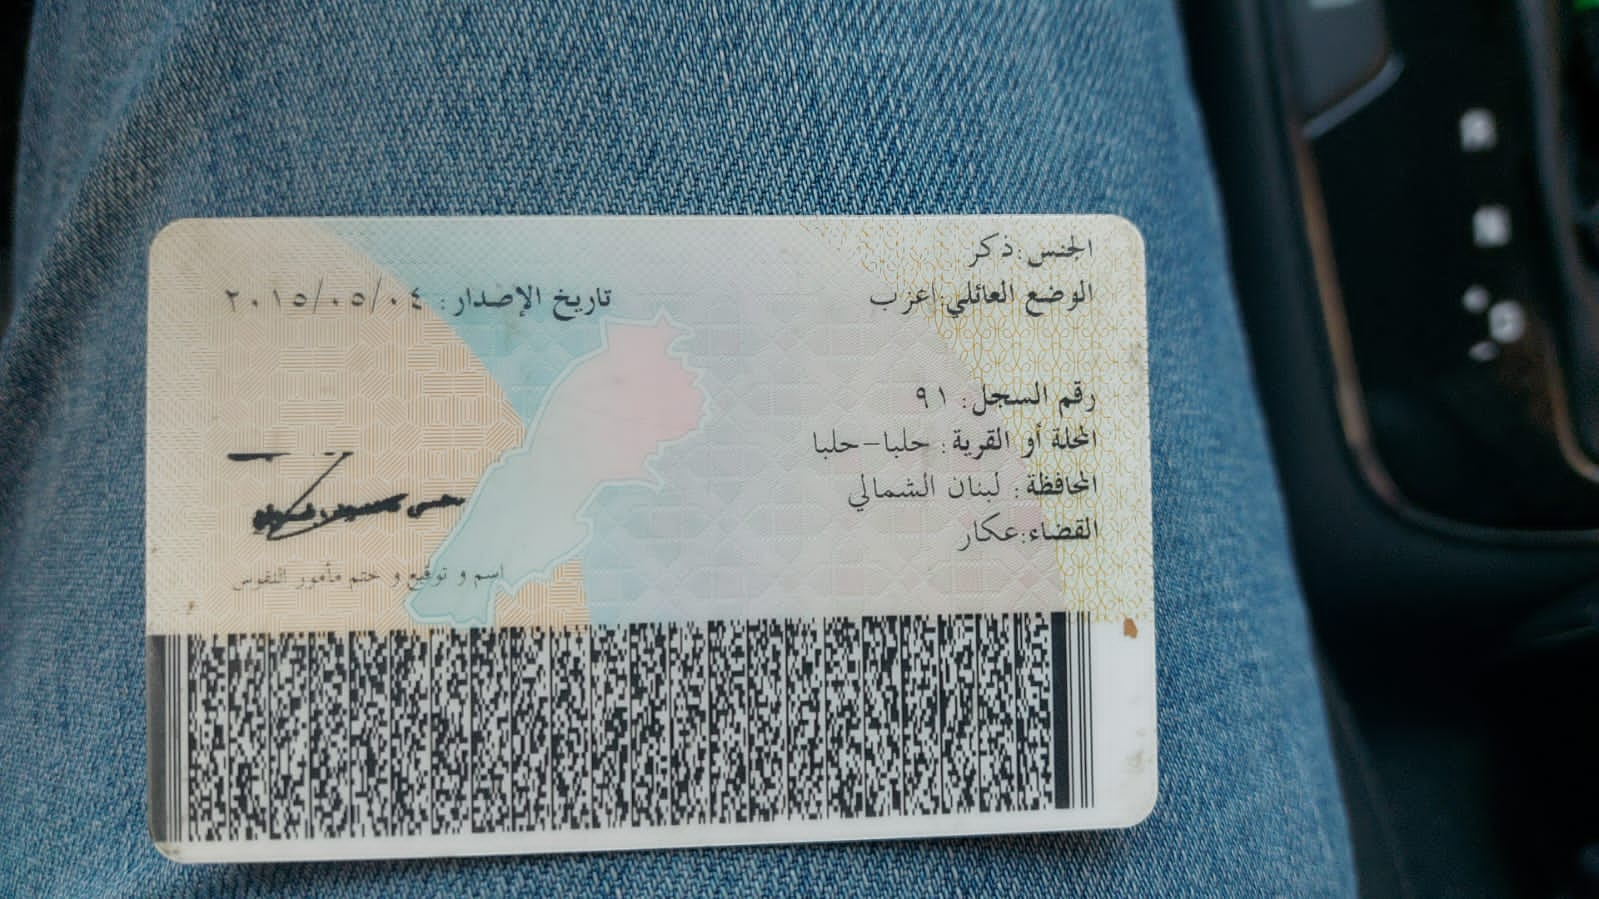 الجنس: ذكر
الوضع العائلي: اعزب
تاريخ الإصدار: ٢٠١٥/٠٥/٠٤
رقم السجل: ٩١
المحلة أو القرية: حلبا-حلبا
المحافظة: لبنان الشمالي
القضاء: عكار
اسم و توقيع و ختم مأمور النفوس
R
N
D